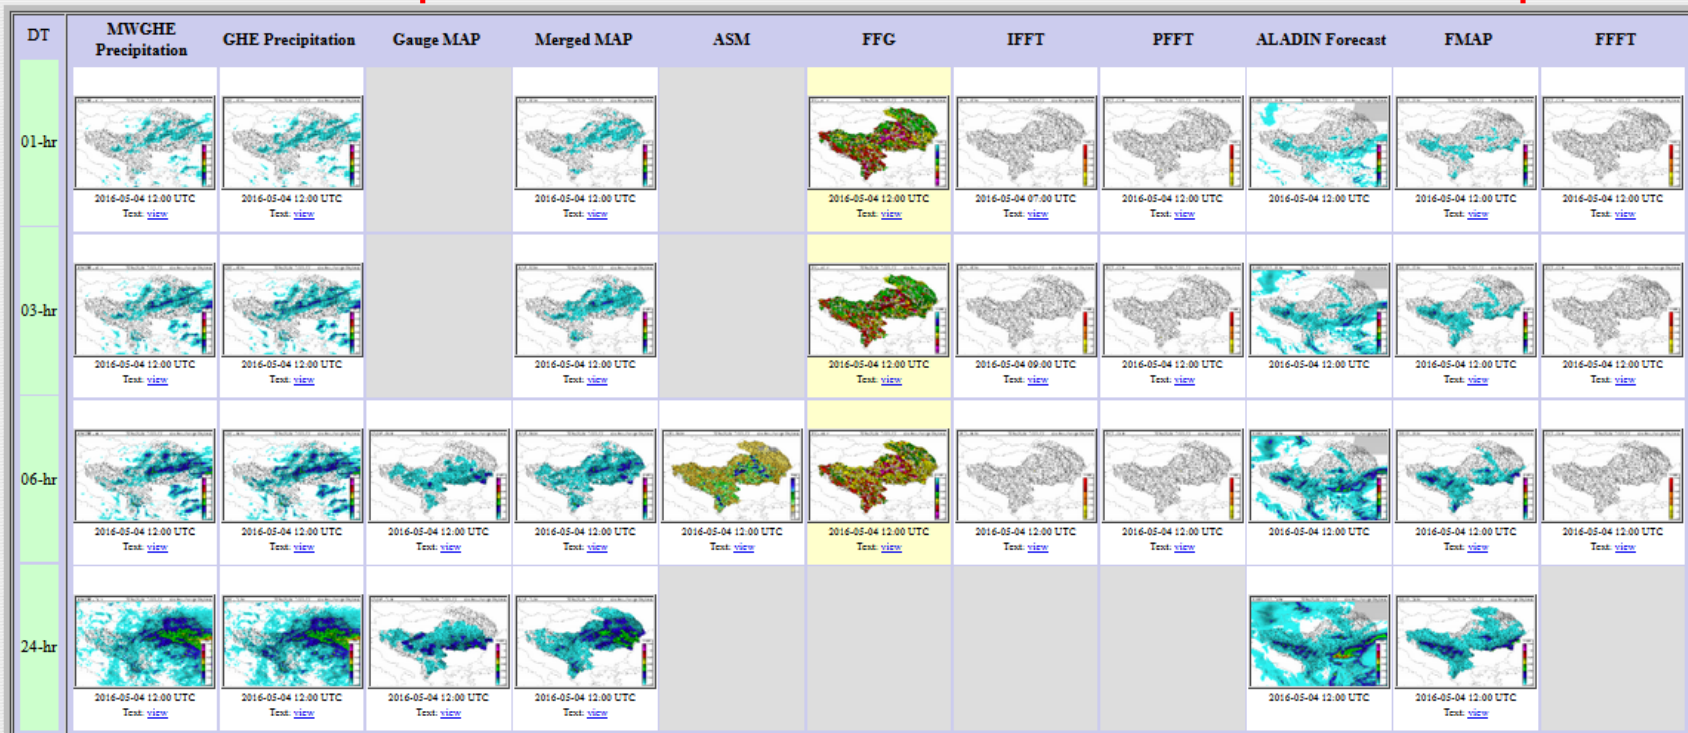 DT
MWGHE
Precipitation
GHE Precipitation
Gauge MAP
Merged MAP
ASM
FFG
IFFT
PFFT
ALADIN Forecast
FMAP
FFFT
01-hr
2016-05-04 12:00 UTC
Text: view
2016-05-04 12:00 UTC
Text: view
2016-05-04 12:00 UTC
Text: view
2016-05-04 12:00 UTC
Text: view
2016-05-04 07:00 UTC
Text: view
2016-05-04 12:00 UTC
Text: view
2016-05-04 12:00 UTC
2016-05-04 12:00 UTC
Text: view
2016-05-04 12:00 UTC
Text: view
03-hr
2016-05-04 12:00 UTC
Text: view
2016-05-04 12:00 UTC
Text: view
2016-05-04 12:00 UTC
Text: view
2016-05-04 12:00 UTC
Text: view
2016-05-04 09:00 UTC
Text: view
2016-05-04 12:00 UTC
Text: view
2016-05-04 12:00 UTC
2016-05-04 12:00 UTC
Text: view
2016-05-04 12:00 UTC
Text: view
06-hr
2016-05-04 12:00 UTC
Text: view
2016-05-04 12:00 UTC
Text: view
2016-05-04 12:00 UTC
Text: view
2016-05-04 12:00 UTC
Text: view
2016-05-04 12:00 UTC
Text: view
2016-05-04 12:00 UTC
Text: view
2016-05-04 12:00 UTC
Text: view
2016-05-04 12:00 UTC
Text: view
2016-05-04 12:00 UTC
2016-05-04 12:00 UTC
Text: view
2016-05-04 12:00 UTC
Text: view
24-hr
2016-05-04 12:00 UTC
Text: view
2016-05-04 12:00 UTC
Text: view
2016-05-04 12:00 UTC
Text: view
2016-05-04 12:00 UTC
Text: view
2016-05-04 12:00 UTC
2016-05-04 12:00 UTC
Text: view